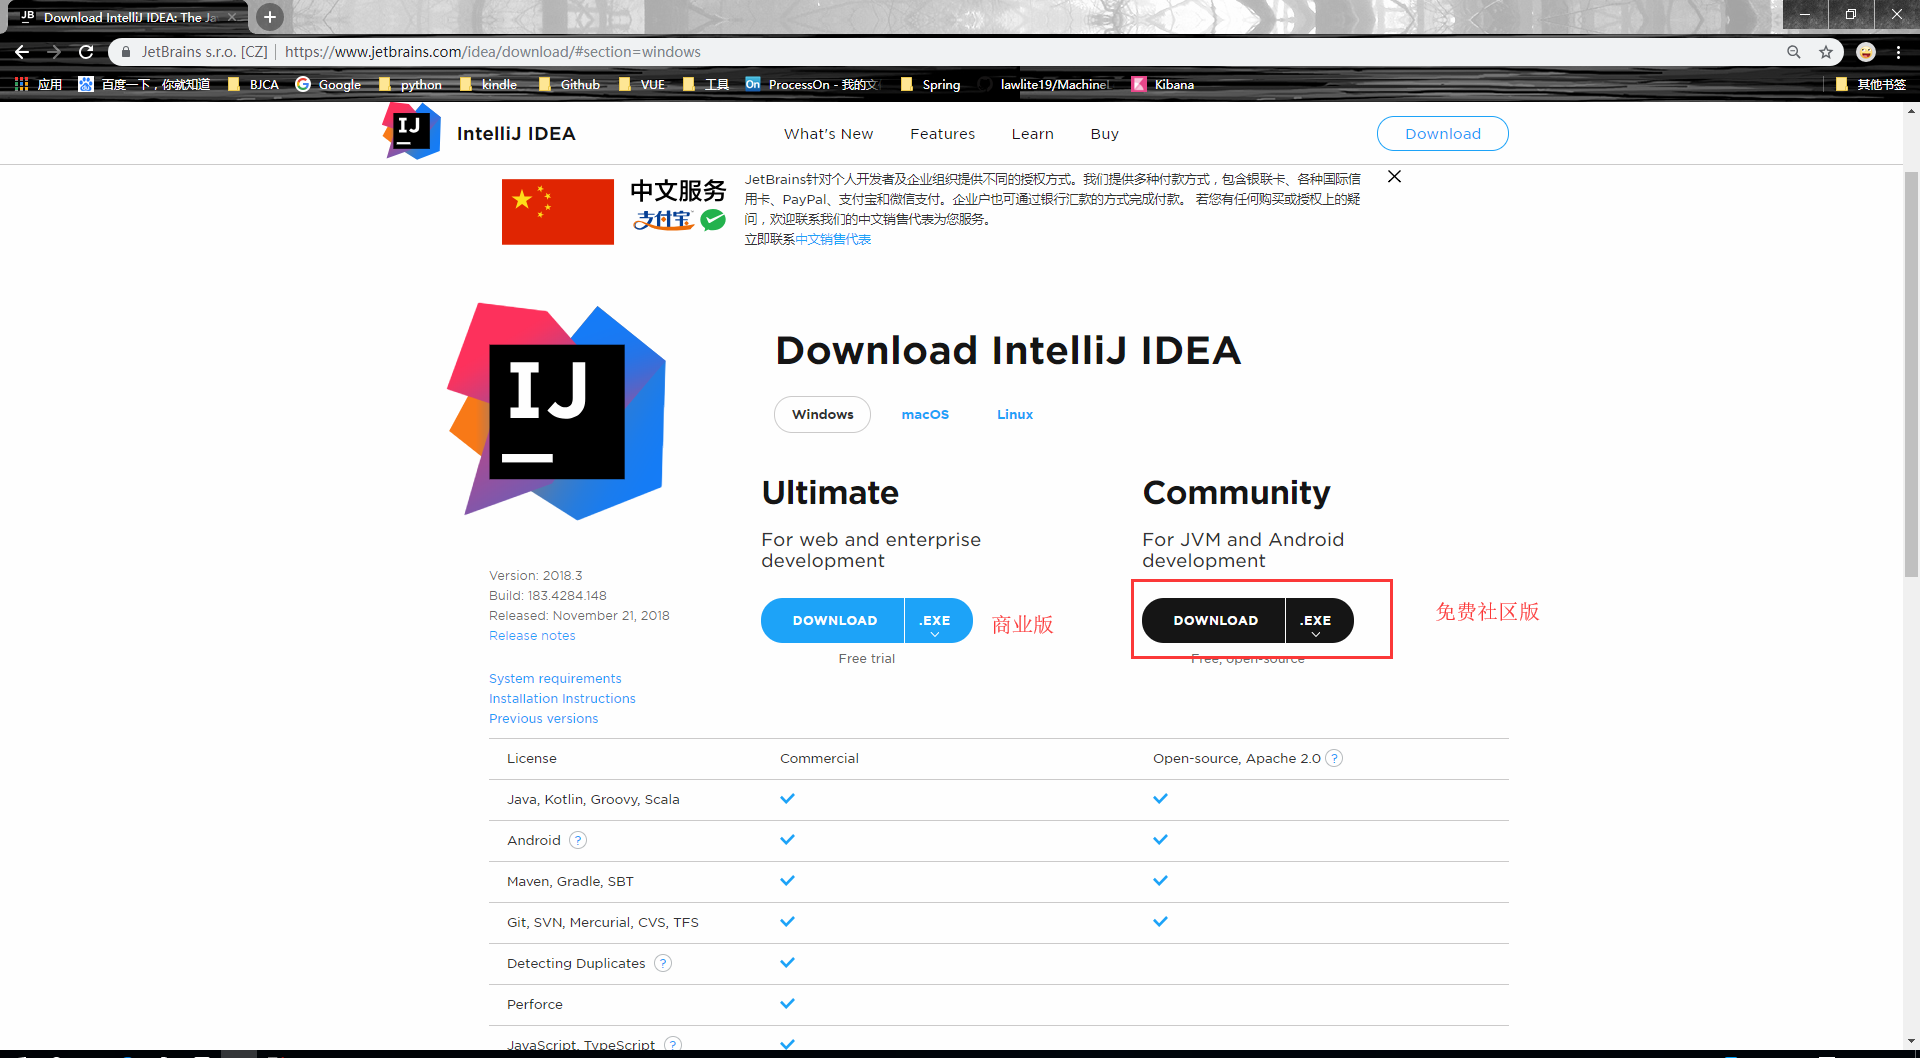 JB Download IntelliJ IDEA: The Ja
JetBrains s.r.o. [CZ] https://www.jetbrains.com/idea/download/#section=windows
应用 百度一下，你就知道 BJCA Google python kindle Github VUE 工具 On ProcessOn - 我的文 Spring lawlite19/Machine Kibana 其他书签
IJ IntelliJ IDEA What's New Features Learn Buy Download
中文服务
支付宝
JetBrains针对个人开发者及企业组织提供不同的授权方式。我们提供多种付款方式，包含银联卡、各种国际信
用卡、PayPal、支付宝和微信支付。企业户也可通过银行汇款的方式完成付款。 若您有任何购买或授权上的疑
问，欢迎联系我们的中文销售代表为您服务。
立即联系中文销售代表
IJ
Download IntelliJ IDEA
Windows macOS Linux
Ultimate
For web and enterprise
development
DOWNLOAD .EXE
商业版
Free trial
Community
For JVM and Android
development
DOWNLOAD .EXE
免费社区版
Free, open-source
Version: 2018.3
Build: 183.4284.148
Released: November 21, 2018
Release notes
System requirements
Installation Instructions
Previous versions
License Commercial Open-source, Apache 2.0 ?
Java, Kotlin, Groovy, Scala
Android ?
Maven, Gradle, SBT
Git, SVN, Mercurial, CVS, TFS
Detecting Duplicates ?
Perforce
JavaScript, TypeScript ?